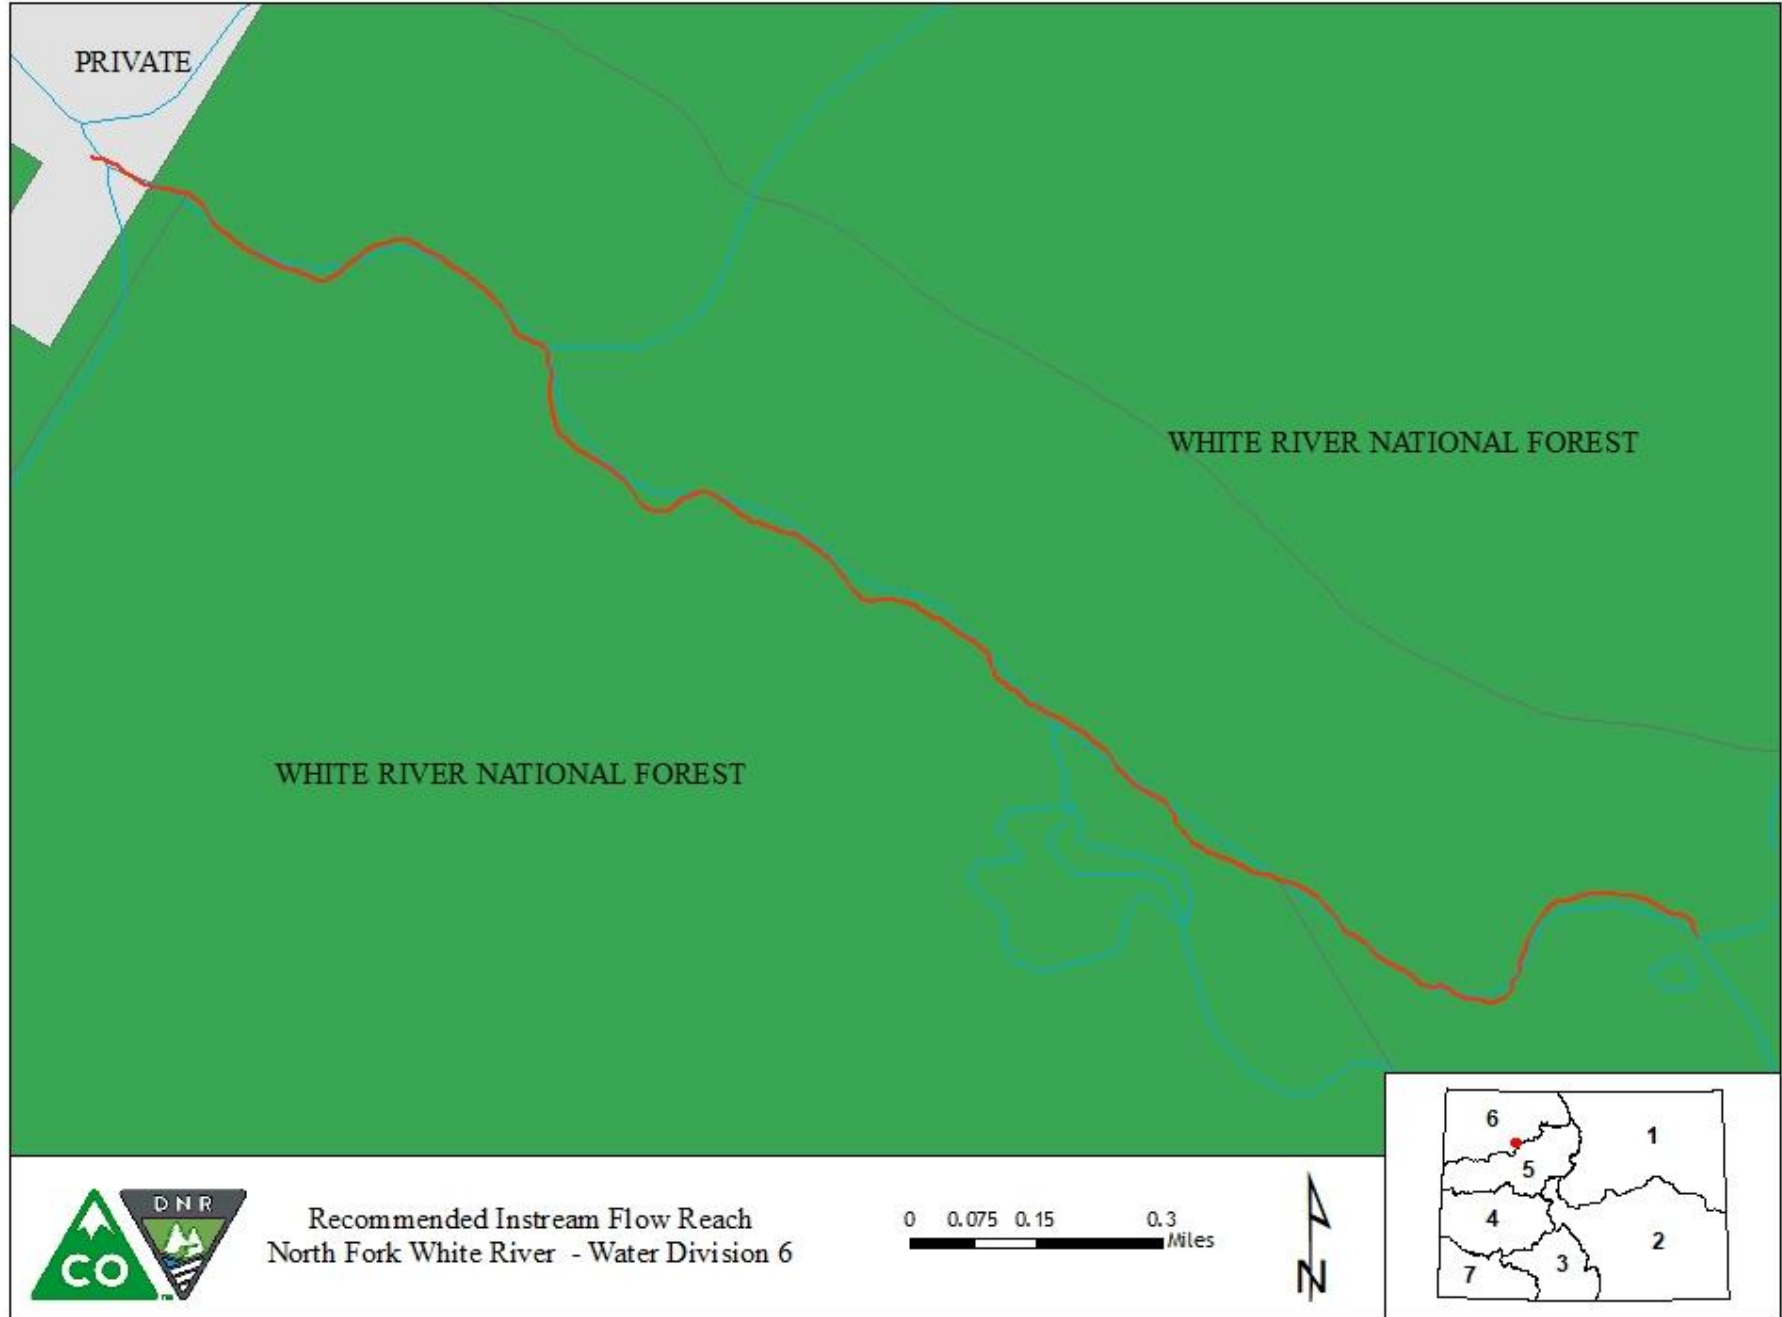 PRIVATE
WHITE RIVER NATIONAL FOREST
WHITE RIVER NATIONAL FOREST
CO
DNR
Recommended Instream Flow Reach
North Fork White River - Water Division 6
0 0.075 0.15 0.3
Miles
N
6
1
5
4
2
3
7